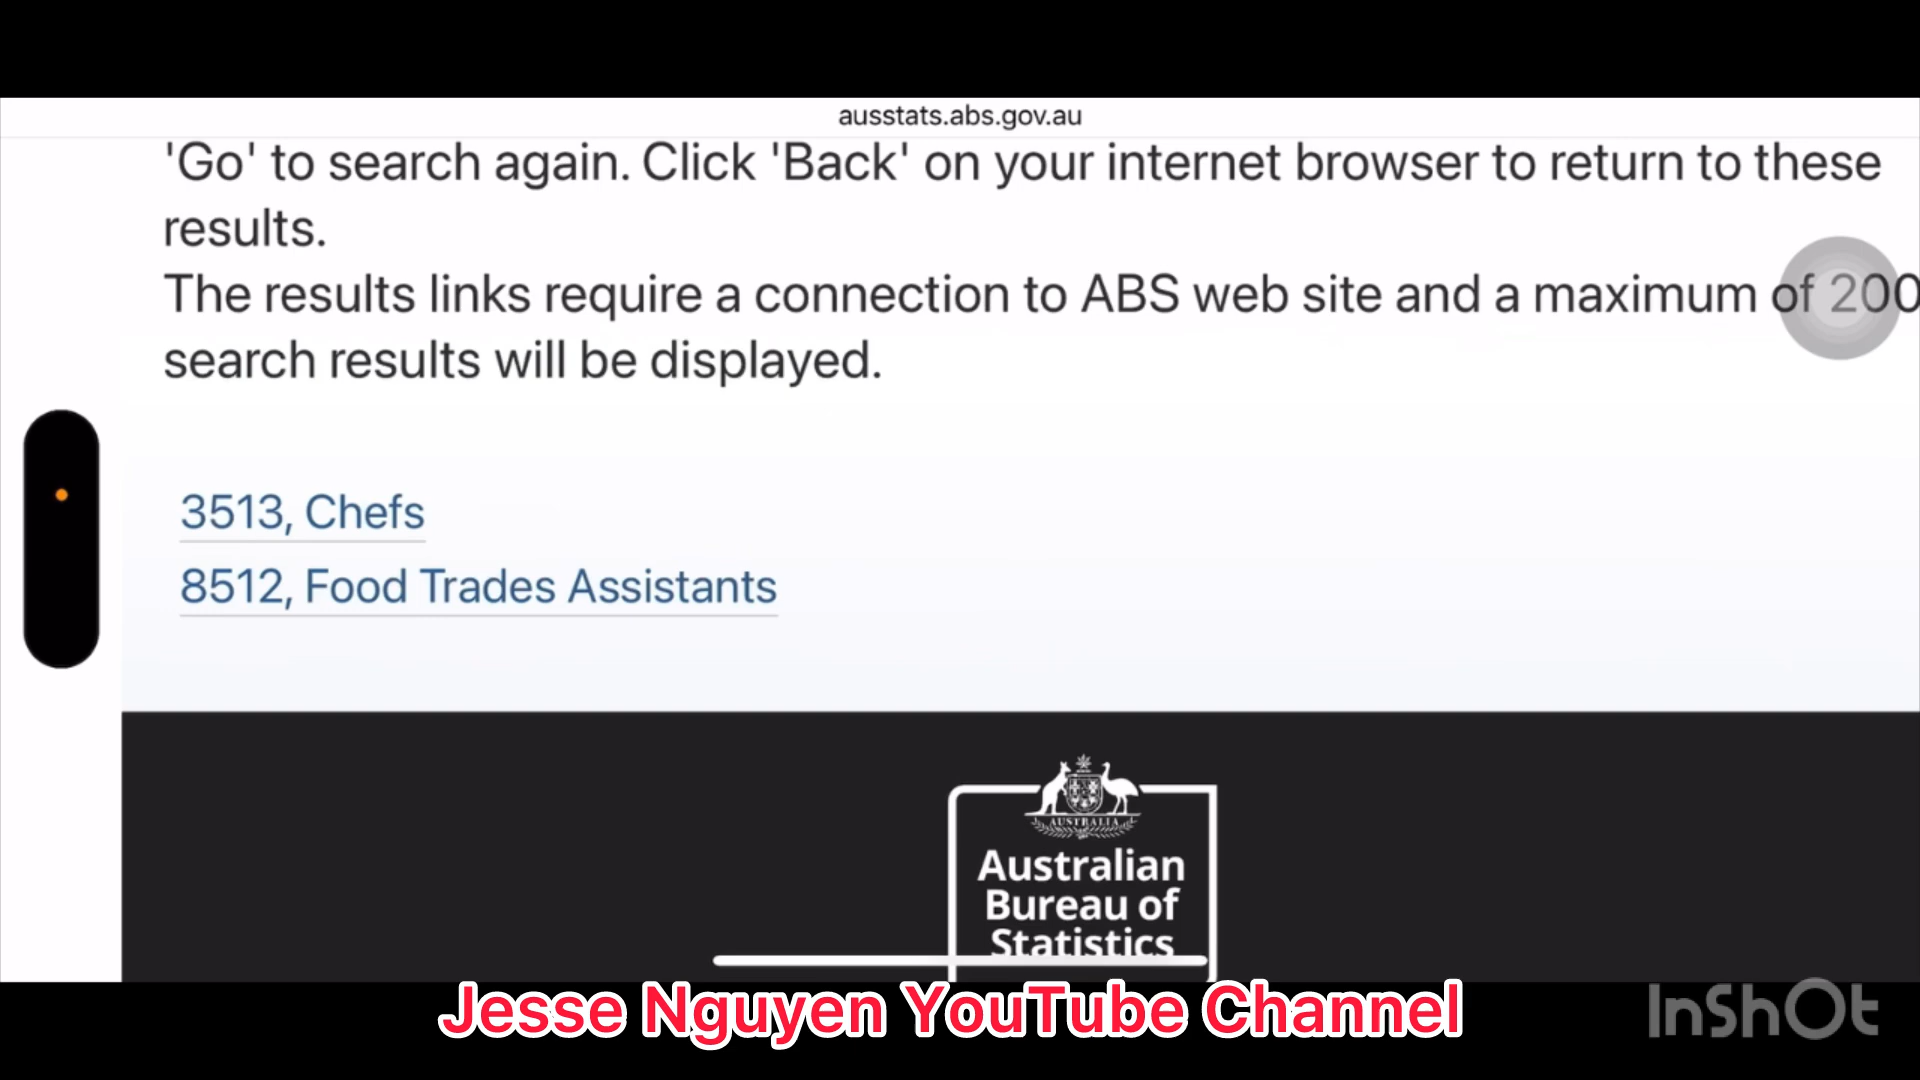 ausstats.abs.gov.au
'Go' to search again. Click 'Back' on your internet browser to return to these
results.
The results links require a connection to ABS web site and a maximum of 200
search results will be displayed.
3513, Chefs
8512, Food Trades Assistants
AUSTRALIA
Australian
Bureau of
Statistics
Jesse Nguyen YouTube Channel
InShOt